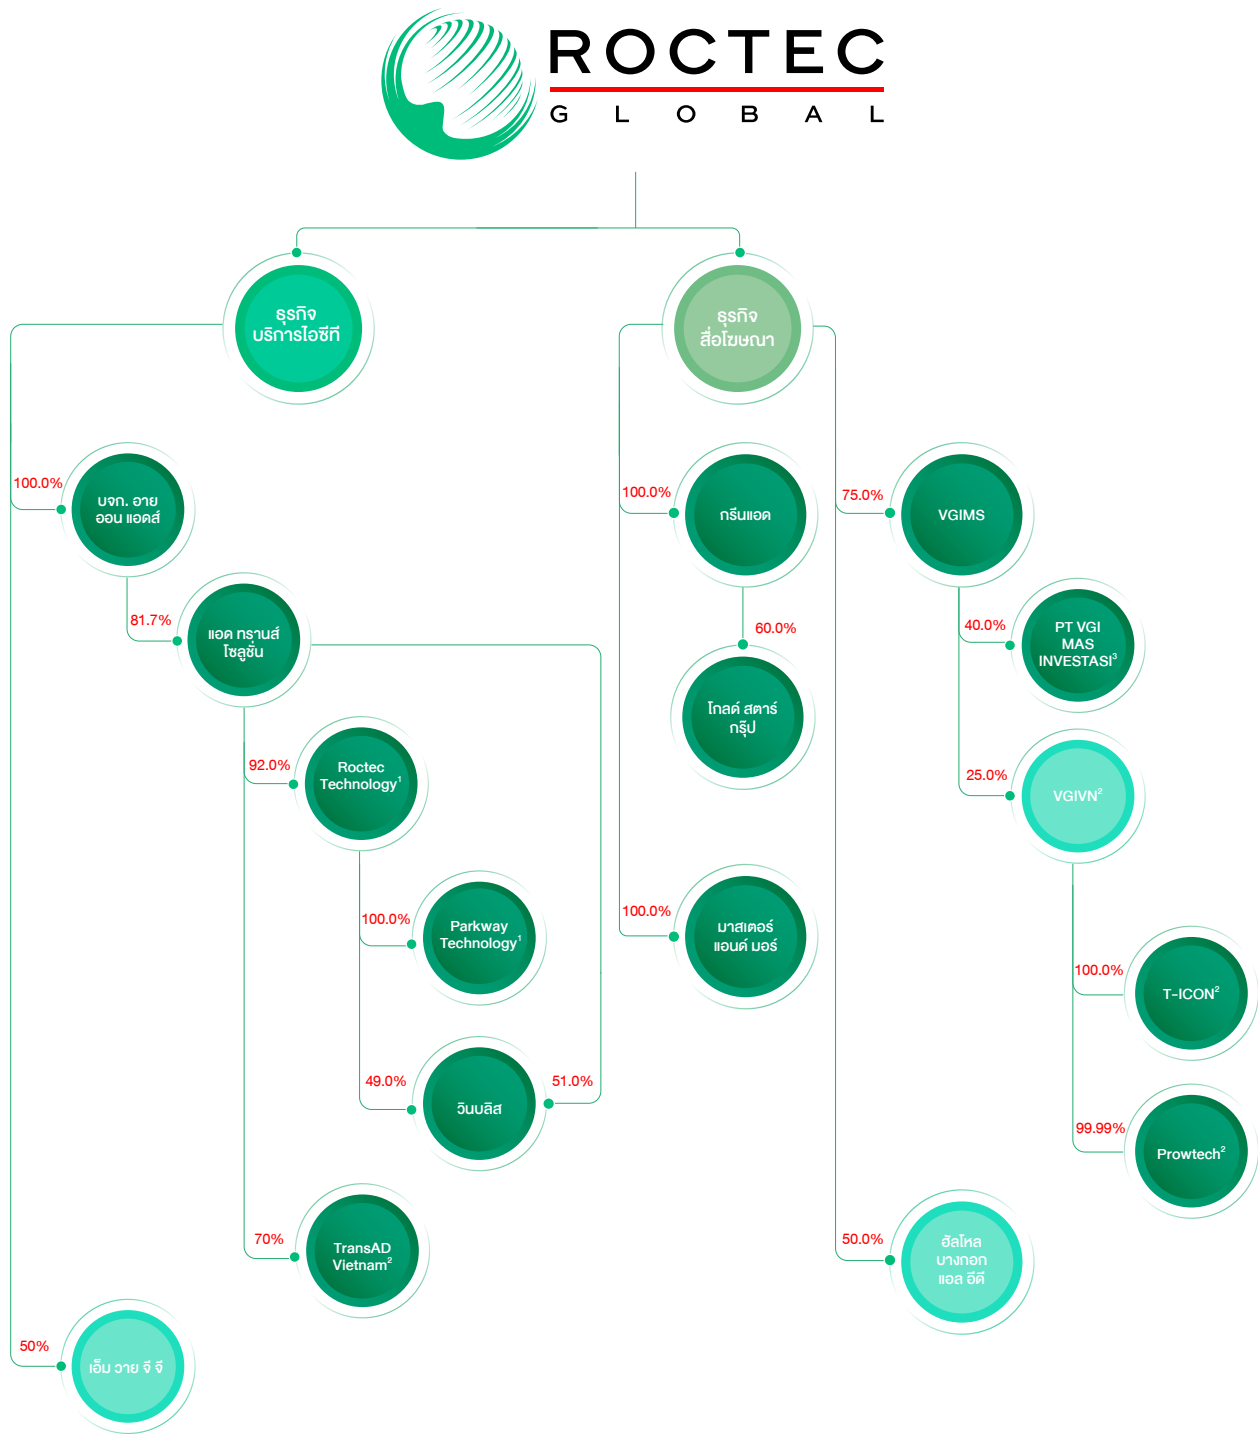 ROCTEC
GLOBAL
ธุรกิจ
บริการไอซีที
ธุรกิจ
สื่อโฆษณา
100.0%
บจก. อาย
ออน แอดส์
100.0%
กรีนแอด
75.0%
VGIMS
81.7%
แอด ทรานส์
โซลูชั่น
60.0%
โกลด์ สตาร์
กรุ๊ป
40.0%
PT VGI
MAS
INVESTASI³
92.0%
Roctec
Technology¹
25.0%
VGIVN²
100.0%
Parkway
Technology¹
100.0%
มาสเตอร์
แอนด์ มอร์
100.0%
T-ICON²
49.0%
วินบลิส
51.0%
99.99%
Prowtech²
70%
TransAD
Vietnam²
50.0%
ฮัลโหล
บางกอก
แอล อีดี
50%
เอ็ม วาย จี จี